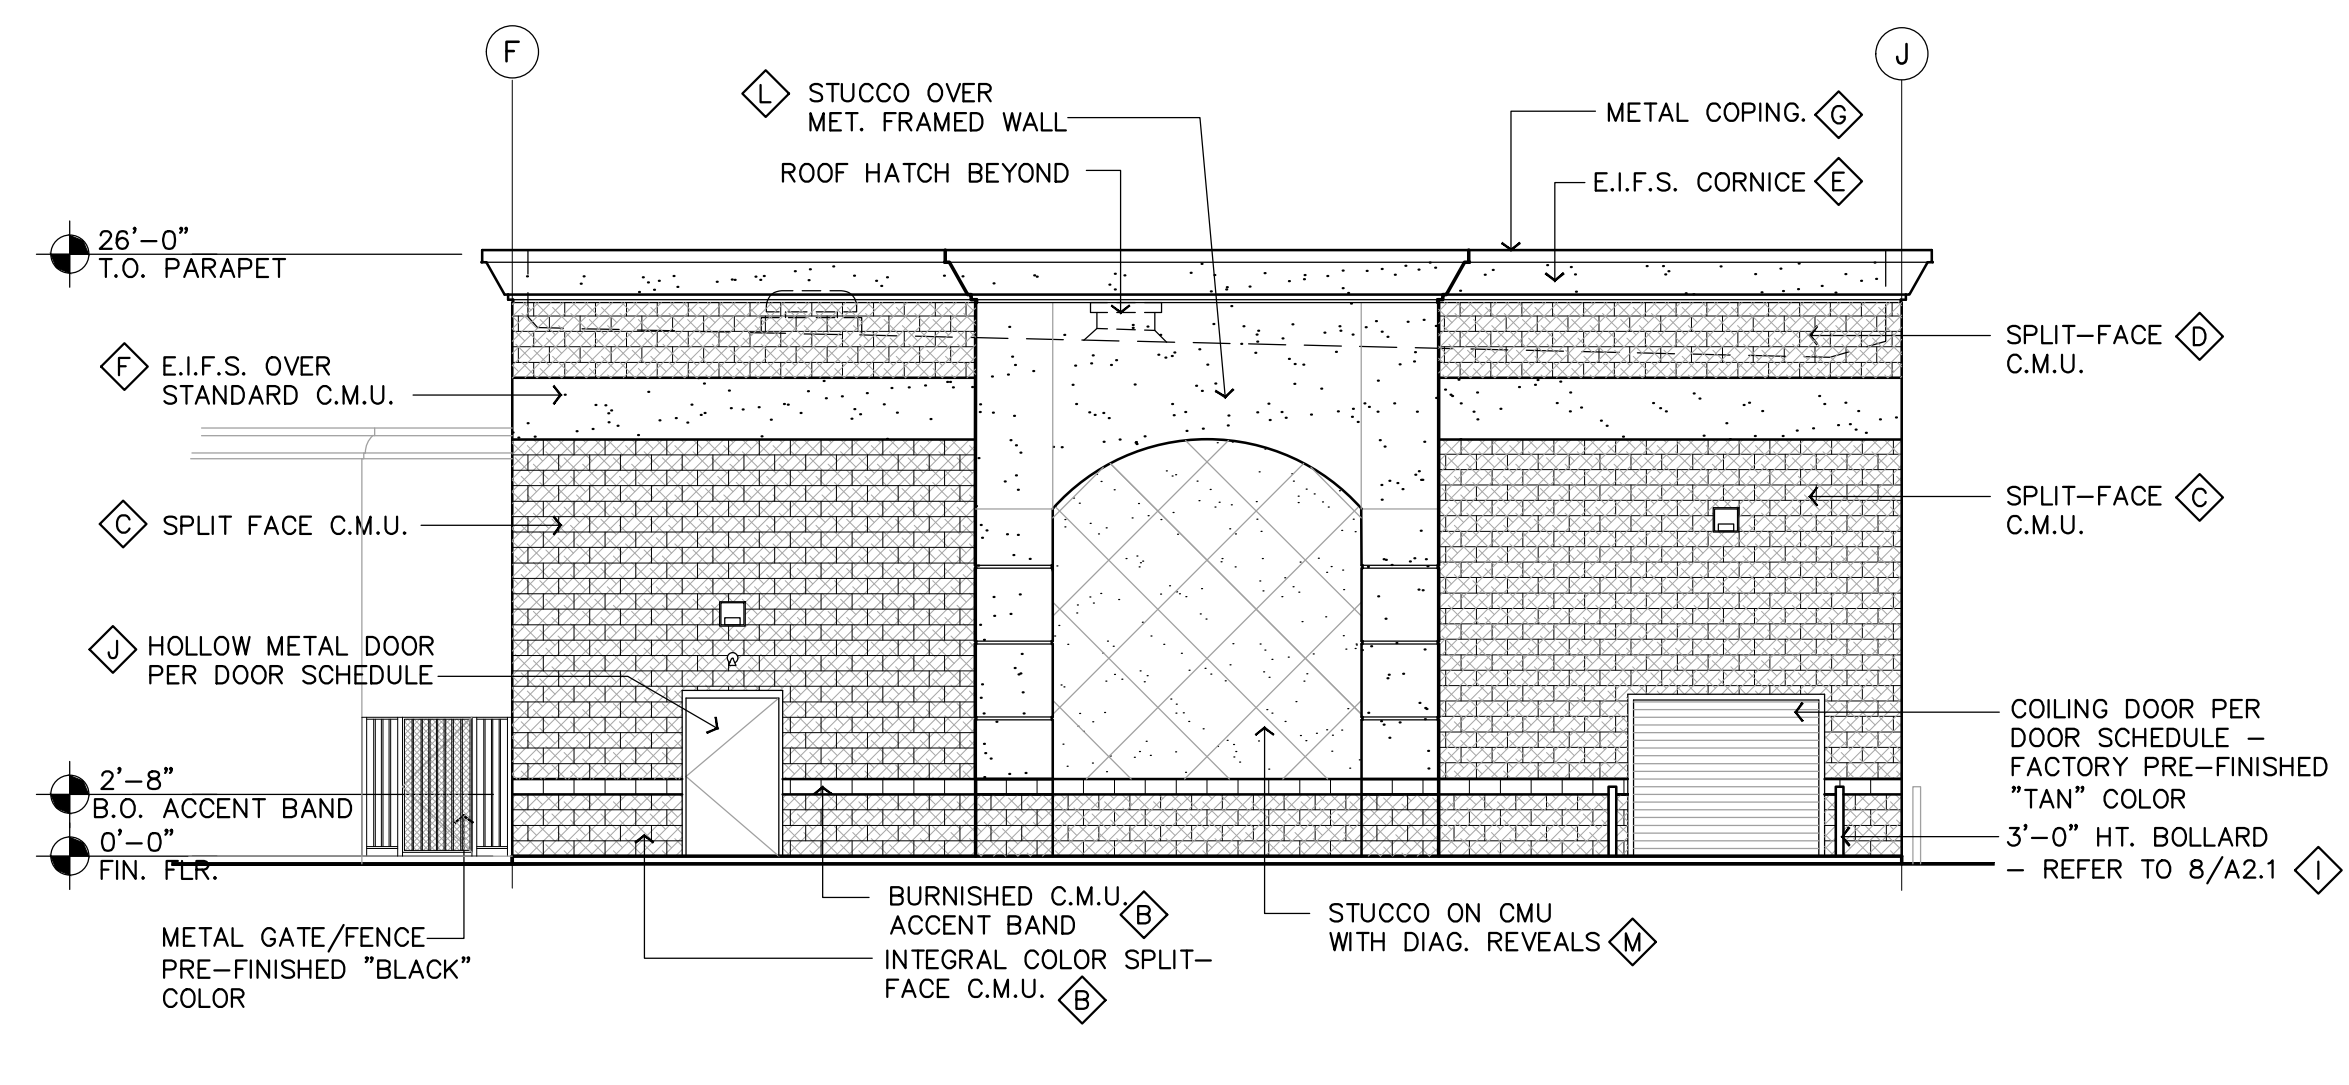 F
J
L
STUCCO OVER
MET. FRAMED WALL
ROOF HATCH BEYOND
METAL COPING. G
E.I.F.S. CORNICE E
26'-0"
T.O. PARAPET
F E.I.F.S. OVER
STANDARD C.M.U.
C SPLIT FACE C.M.U.
J HOLLOW METAL DOOR
PER DOOR SCHEDULE
2'-8"
B.O. ACCENT BAND
0'-0"
FIN. FLR.
METAL GATE/FENCE
PRE-FINISHED "BLACK"
COLOR
BURNISHED C.M.U.
ACCENT BAND B
INTEGRAL COLOR SPLIT-
FACE C.M.U. B
STUCCO ON CMU
WITH DIAG. REVEALS M
SPLIT-FACE D
C.M.U.
SPLIT-FACE C
C.M.U.
COILING DOOR PER
DOOR SCHEDULE -
FACTORY PRE-FINISHED
"TAN" COLOR
3'-0" HT. BOLLARD
- REFER TO 8/A2.1 I